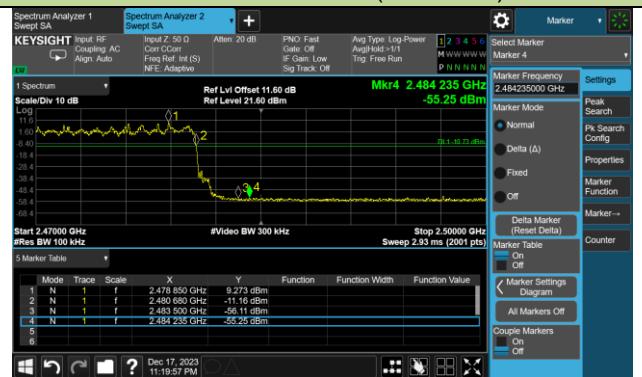 Spectrum Analyzer 1
Swept SA
Spectrum Analyzer 2
Swept SA
+
Marker
KEYSIGHT
Input: RF
Coupling: AC
Align: Auto
Input Z: 50 Ω
Corr CCorr
Freq Ref: Int (S)
NFE: Adaptive
Atten: 20 dB
PNO: Fast
Gate: Off
IF Gain: Low
Sig Track: Off
Avg Type: Log-Power
Avg|Hold:>1/1
Trig: Free Run
1 2 3 4 5 6
M W W W W W
P N N N N N
LW
Select Marker
Marker 4
1 Spectrum
Scale/Div 10 dB
Log
Ref Lvl Offset 11.60 dB
Ref Level 21.60 dBm
Mkr4 2.484 235 GHz
-55.25 dBm
11.6
1.60
-8.40
-18.4
-28.4
-38.4
-48.4
-58.4
-68.4
1
2
3
4
DL1 -10.73 dBm
Start 2.47000 GHz
#Res BW 100 kHz
#Video BW 300 kHz
Stop 2.50000 GHz
Sweep 2.93 ms (2001 pts)
5 Marker Table
Mode Trace Scale X Y Function Function Width Function Value
1 N 1 f 2.478 850 GHz 9.273 dBm
2 N 1 f 2.480 680 GHz -11.16 dBm
3 N 1 f 2.483 500 GHz -56.11 dBm
4 N 1 f 2.484 235 GHz -55.25 dBm
5
6
Marker Frequency
2.484235000 GHz
Marker Mode
Normal
Delta (Δ)
Fixed
Off
Delta Marker
(Reset Delta)
Marker Table
On
Off
Marker Settings
Diagram
All Markers Off
Couple Markers
On
Off
Settings
Peak
Search
Pk Search
Config
Properties
Marker
Function
Marker→
Counter
?
Dec 17, 2023
11:19:57 PM